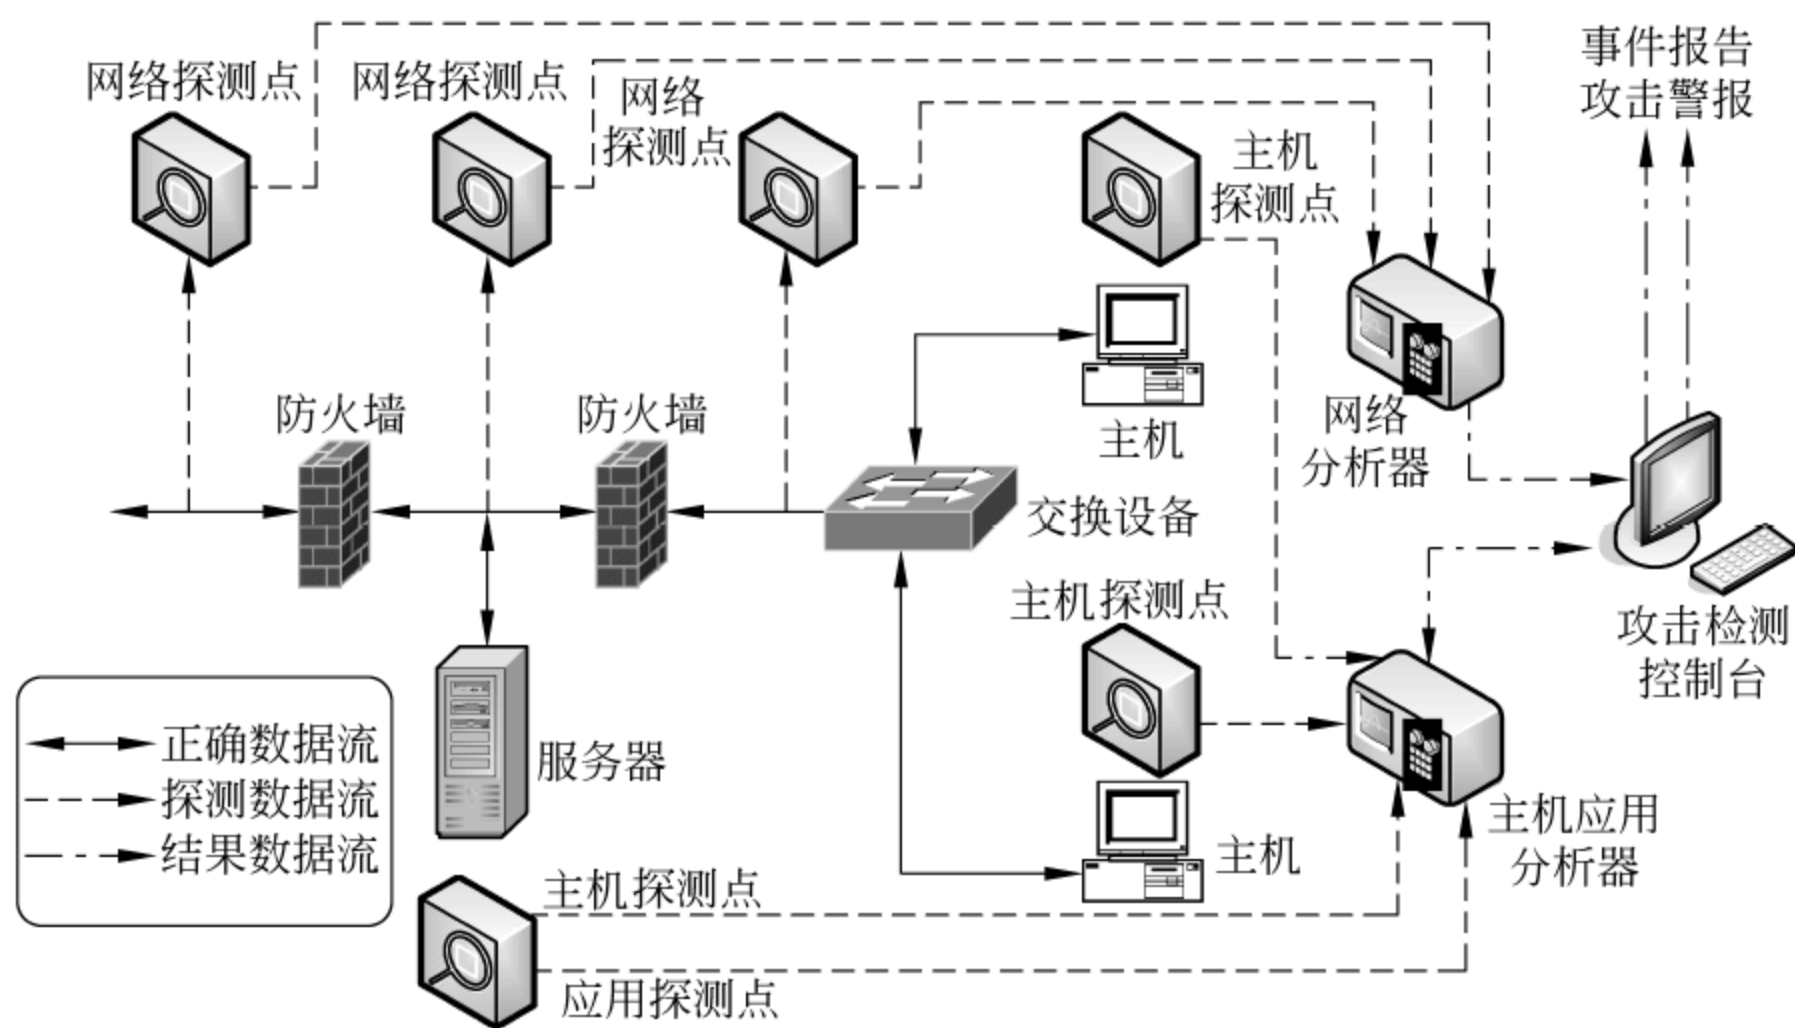 网络探测点
网络探测点
网络
探测点
主机
探测点
事件报告
攻击警报
防火墙
防火墙
主机
网络
分析器
交换设备
主机探测点
攻击检测
控制台
正确数据流
探测数据流
结果数据流
服务器
主机
主机应用
分析器
主机探测点
应用探测点